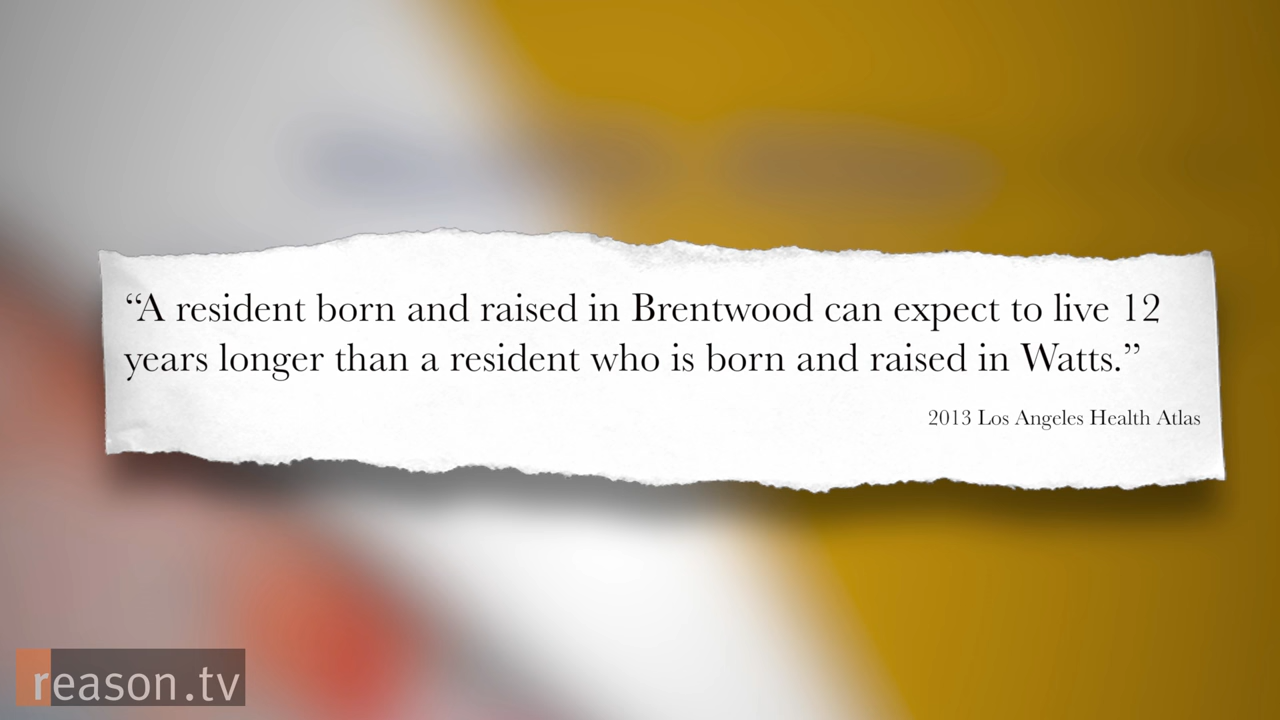 “A resident born and raised in Brentwood can expect to live 12
years longer than a resident who is born and raised in Watts.”
2013 Los Angeles Health Atlas
reason.tv